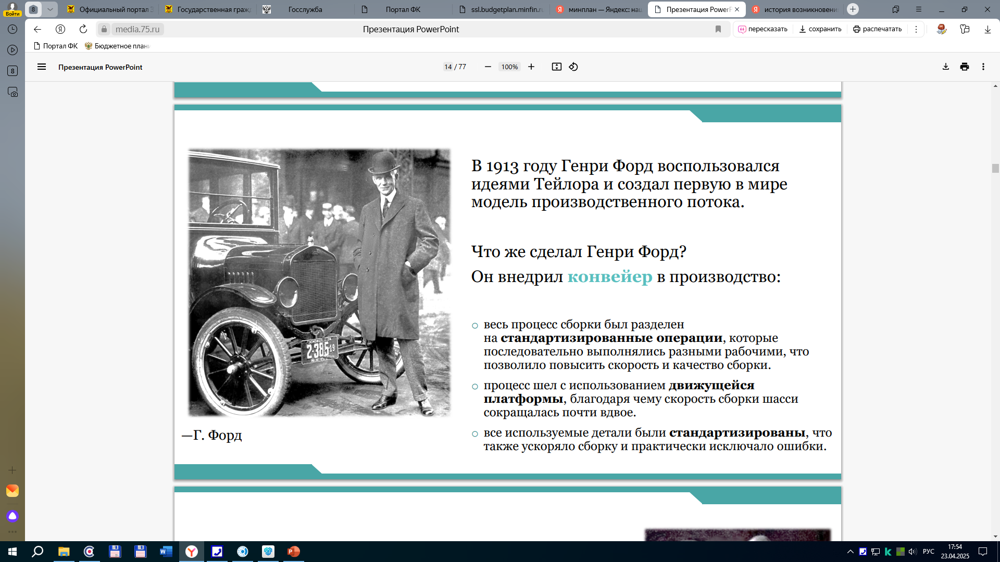 Войти
8
Официальный портал З
Государственная гражд
Госслужба
Портал ФК
ssl.budgetplan.minfin.ru
минплан — Яндекс: наш
Презентация PowerP
история возникновени
media.75.ru
Презентация PowerPoint
пересказать
сохранить
распечатать
Портал ФК
Бюджетное плани
8
Презентация PowerPoint
14 / 77
100%
В 1913 году Генри Форд воспользовался
идеями Тейлора и создал первую в мире
модель производственного потока.
Что же сделал Генри Форд?
Он внедрил конвейер в производство:
весь процесс сборки был разделен
на стандартизированные операции, которые
последовательно выполнялись разными рабочими, что
позволило повысить скорость и качество сборки.
процесс шел с использованием движущейся
платформы, благодаря чему скорость сборки шасси
сокращалась почти вдвое.
все используемые детали были стандартизированы, что
также ускоряло сборку и практически исключало ошибки.
2-385-19
—Г. Форд
РУС
17:54
23.04.2025